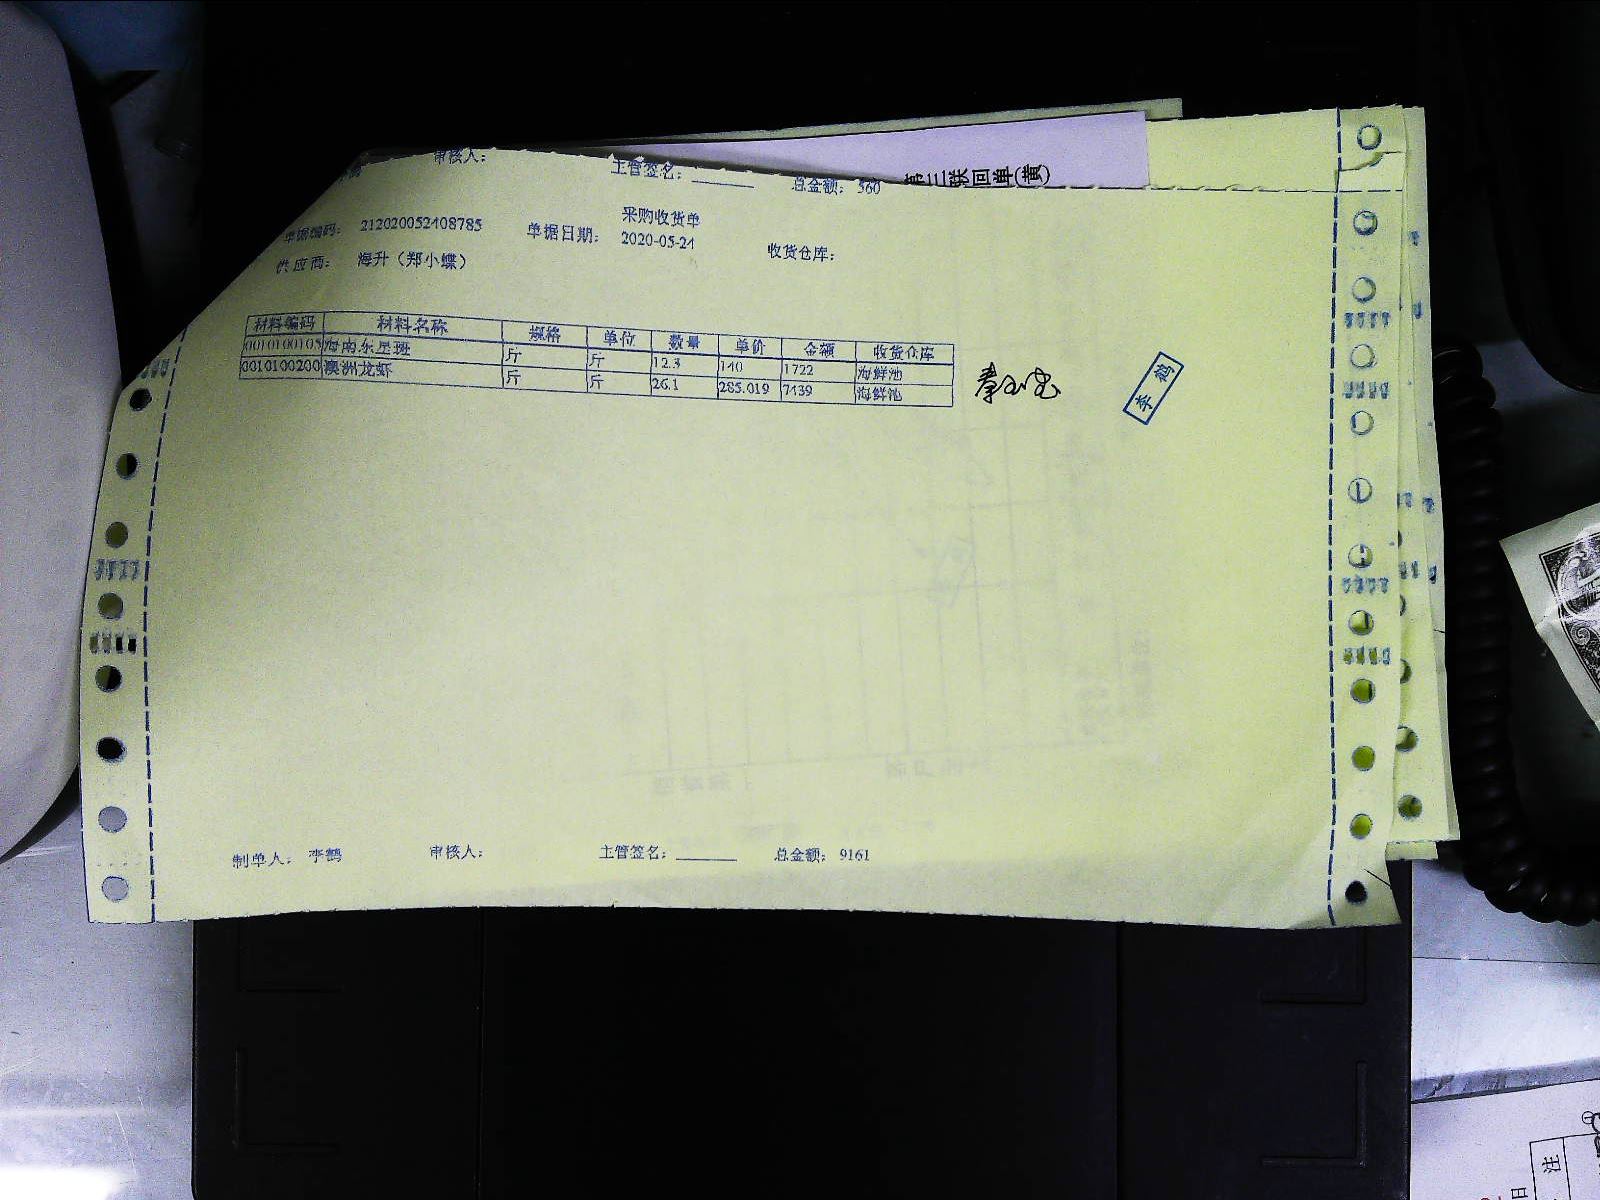 审核人: 主管签名: 总金额: 560 第三联回单(黄)
采购收货单
单据编码: 212020052408785 单据日期: 2020-05-24 收货仓库:
供应商: 海升（郑小蝶）
材料编码 材料名称 规格 单位 数量 单价 金额 收货仓库
0010100105 海南东星斑 斤 斤 12.3 140 1722 海鲜池
0010100200 澳洲龙虾 斤 斤 26.1 285.019 7439 海鲜池
李鹤
制单人: 李鹤 审核人: 主管签名: 总金额: 9161
注
日